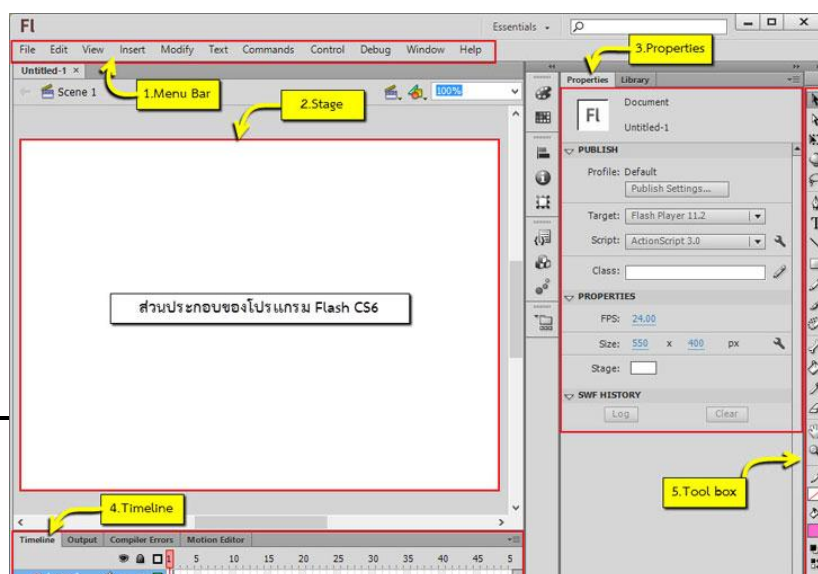 Fl
Essentials
File Edit View Insert Modify Text Commands Control Debug Window Help
3.Properties
Untitled-1 ×
Properties Library
Scene 1
1.Menu Bar
2.Stage
100%
Fl
Document
Untitled-1
PUBLISH
Profile: Default
Publish Settings...
Target: Flash Player 11.2
Script: ActionScript 3.0
Class:
ส่วนประกอบของโปรแกรม Flash CS6
PROPERTIES
FPS: 24.00
Size: 550 x 400 px
Stage:
SWF HISTORY
Log Clear
5.Tool box
4.Timeline
Timeline Output Compiler Errors Motion Editor
1 5 10 15 20 25 30 35 40 45 5